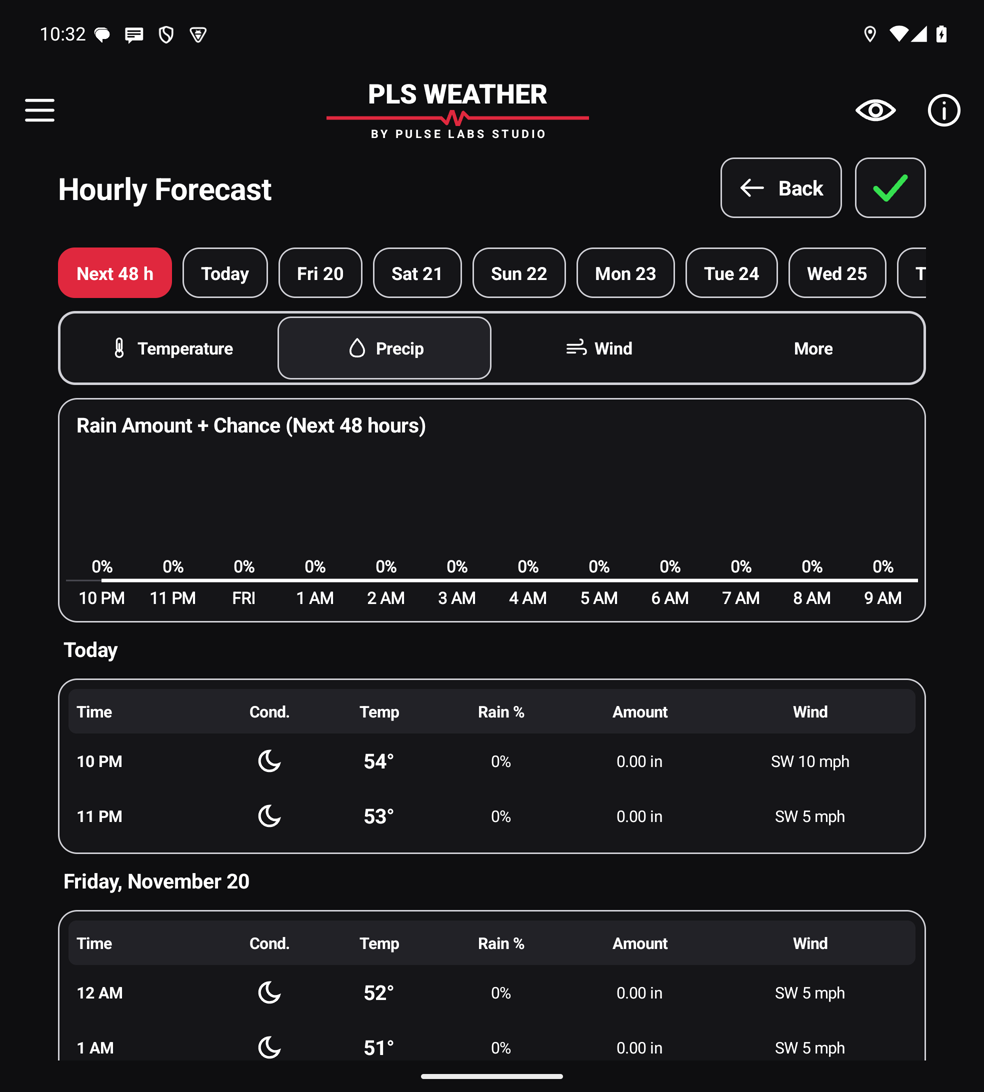 10:32
PLS WEATHER
BY PULSE LABS STUDIO
Hourly Forecast
Back
Next 48 h Today Fri 20 Sat 21 Sun 22 Mon 23 Tue 24 Wed 25 T
Temperature Precip Wind More
Rain Amount + Chance (Next 48 hours)
0% 0% 0% 0% 0% 0% 0% 0% 0% 0% 0% 0%
10 PM 11 PM FRI 1 AM 2 AM 3 AM 4 AM 5 AM 6 AM 7 AM 8 AM 9 AM
Today
Time Cond. Temp Rain % Amount Wind
10 PM 54° 0% 0.00 in SW 10 mph
11 PM 53° 0% 0.00 in SW 5 mph
Friday, November 20
Time Cond. Temp Rain % Amount Wind
12 AM 52° 0% 0.00 in SW 5 mph
1 AM 51° 0% 0.00 in SW 5 mph